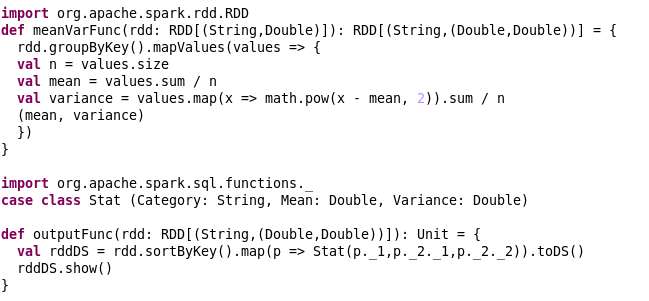 import org.apache.spark.rdd.RDD
def meanVarFunc(rdd: RDD[(String,Double)]): RDD[(String,(Double,Double))] = {
  rdd.groupByKey().mapValues(values => {
  val n = values.size
  val mean = values.sum / n
  val variance = values.map(x => math.pow(x - mean, 2)).sum / n
  (mean, variance)
  })
}

import org.apache.spark.sql.functions._
case class Stat (Category: String, Mean: Double, Variance: Double)

def outputFunc(rdd: RDD[(String,(Double,Double))]): Unit = {
  val rddDS = rdd.sortByKey().map(p => Stat(p._1,p._2._1,p._2._2)).toDS()
  rddDS.show()
}